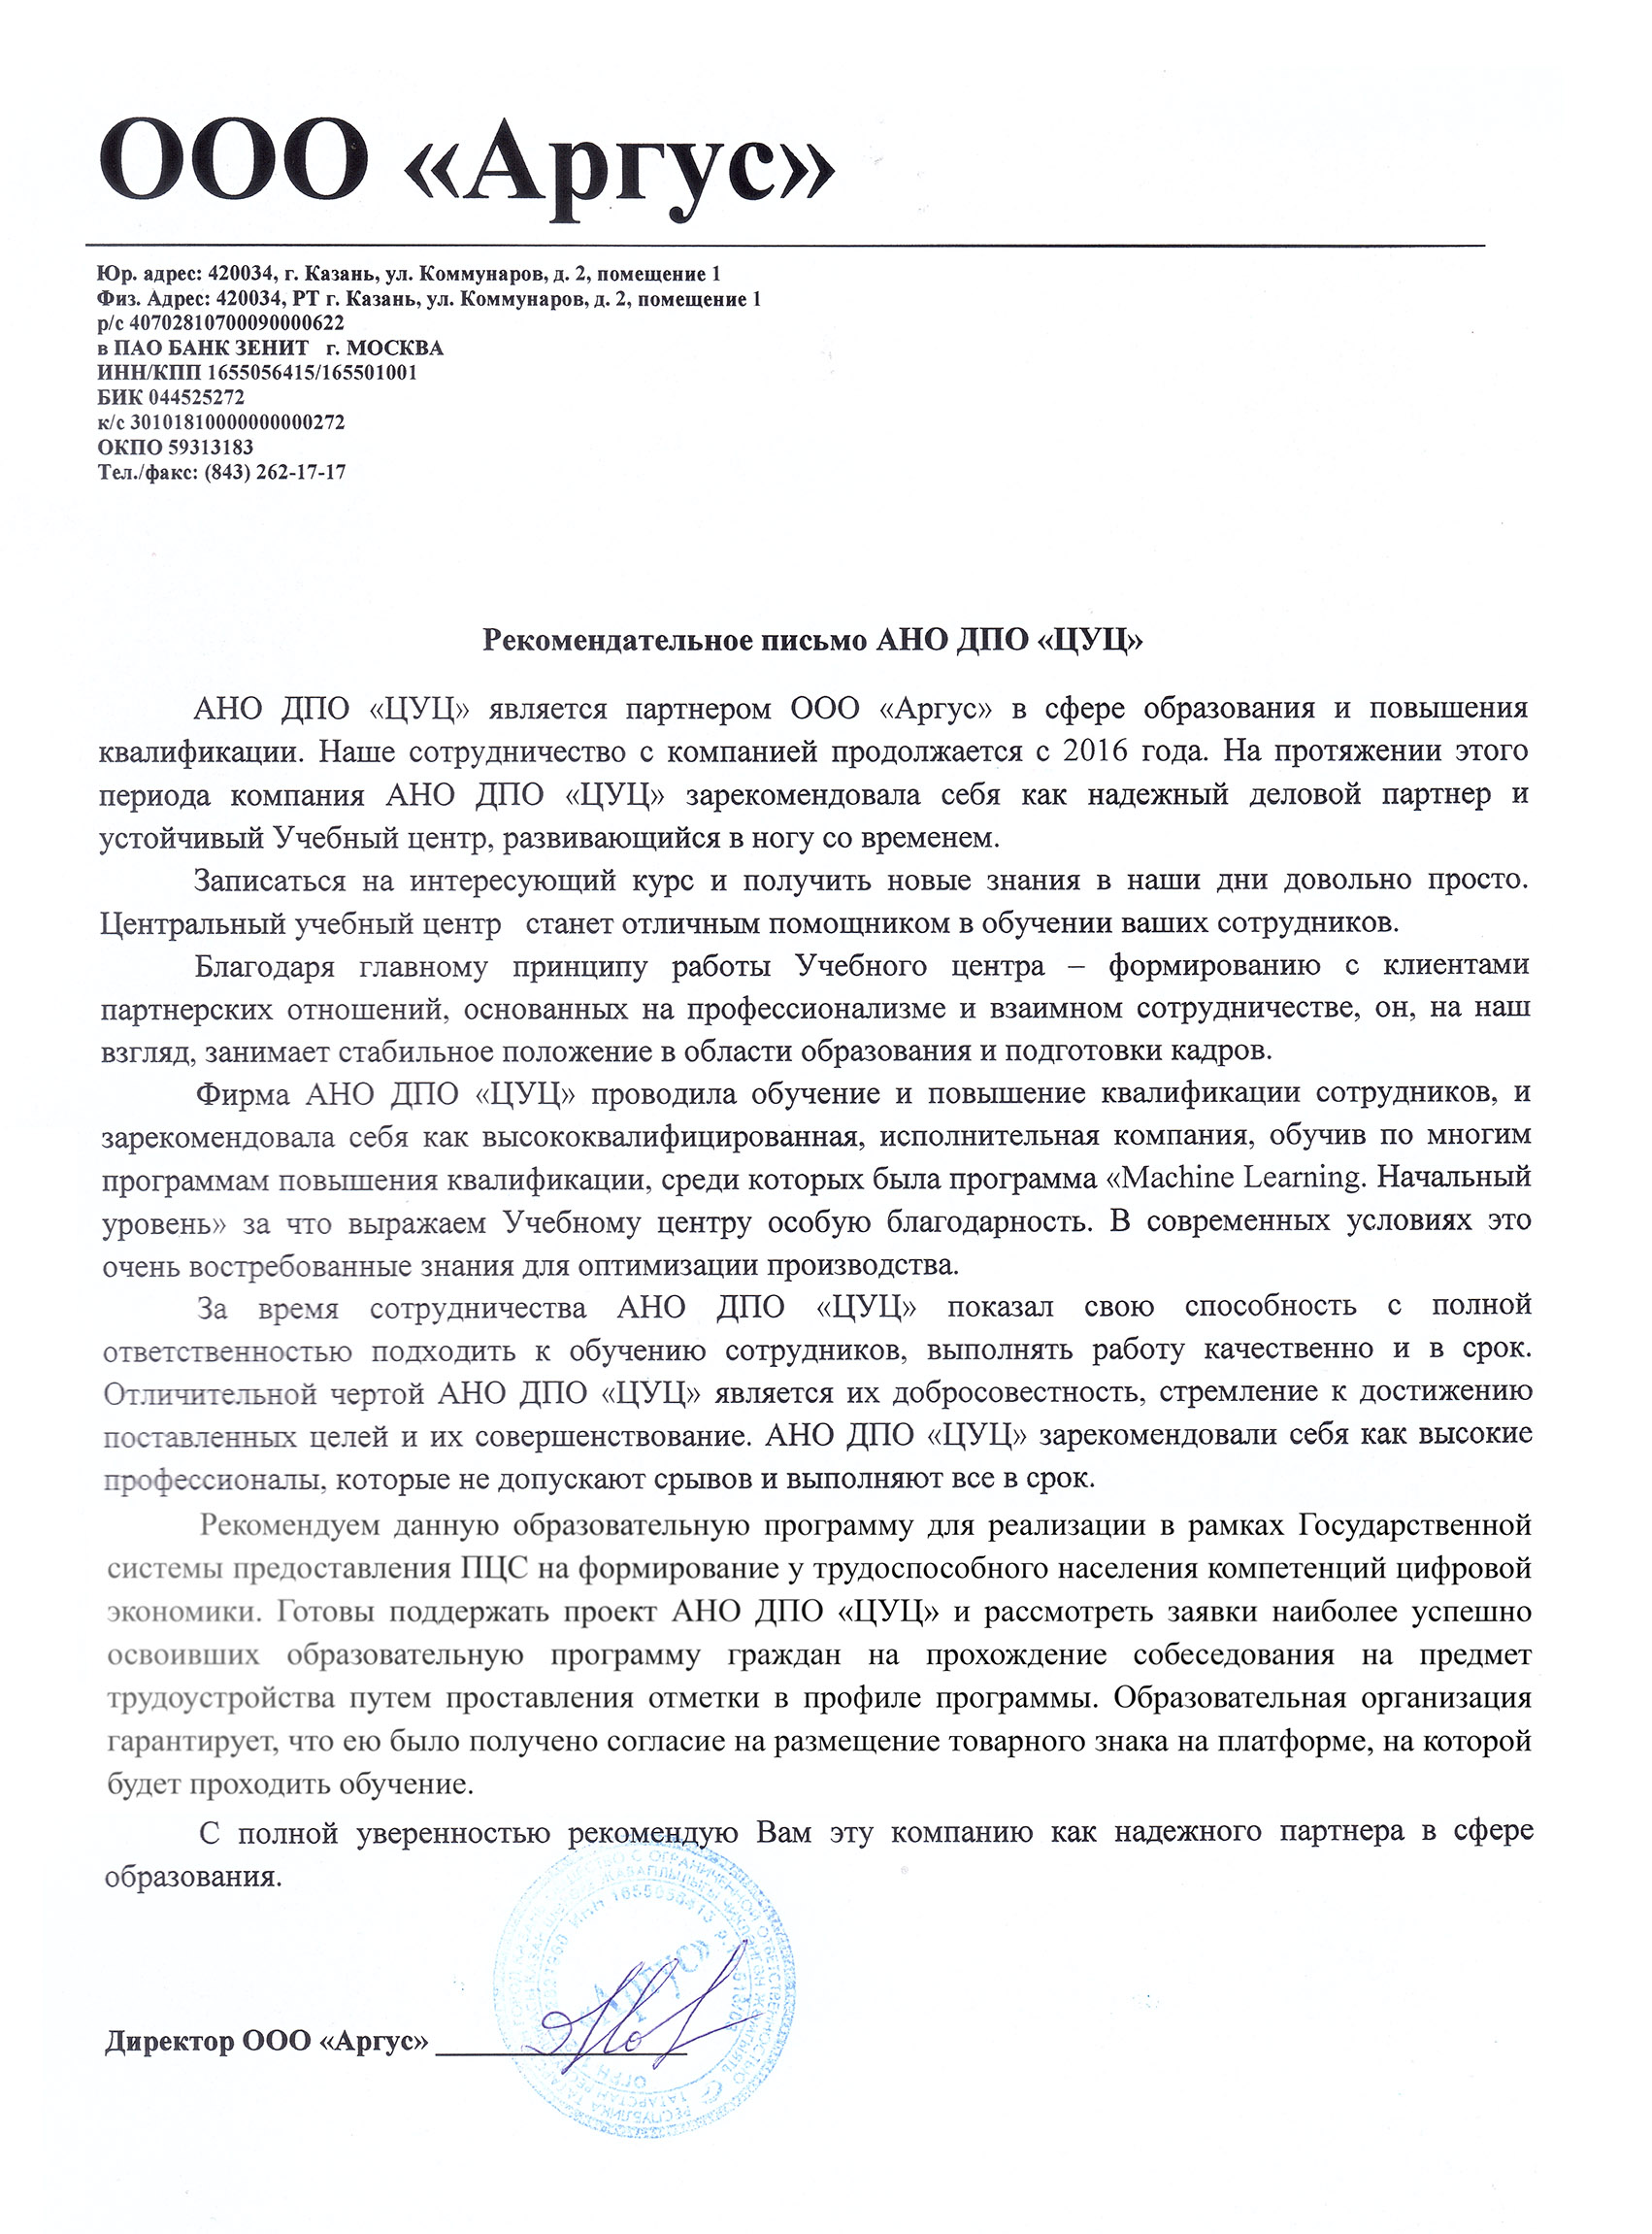 ООО «Аргус»
Юр. адрес: 420034, г. Казань, ул. Коммунаров, д. 2, помещение 1
Физ. Адрес: 420034, РТ г. Казань, ул. Коммунаров, д. 2, помещение 1
р/с 40702810700090000622
в ПАО БАНК ЗЕНИТ г. МОСКВА
ИНН/КПП 1655056415/165501001
БИК 044525272
к/с 30101810000000000272
ОКПО 59313183
Тел./факс: (843) 262-17-17
Рекомендательное письмо АНО ДПО «ЦУЦ»
АНО ДПО «ЦУЦ» является партнером ООО «Аргус» в сфере образования и повышения
квалификации. Наше сотрудничество с компанией продолжается с 2016 года. На протяжении этого
периода компания АНО ДПО «ЦУЦ» зарекомендовала себя как надежный деловой партнер и
устойчивый Учебный центр, развивающийся в ногу со временем.
Записаться на интересующий курс и получить новые знания в наши дни довольно просто.
Центральный учебный центр станет отличным помощником в обучении ваших сотрудников.
Благодаря главному принципу работы Учебного центра – формированию с клиентами
партнерских отношений, основанных на профессионализме и взаимном сотрудничестве, он, на наш
взгляд, занимает стабильное положение в области образования и подготовки кадров.
Фирма АНО ДПО «ЦУЦ» проводила обучение и повышение квалификации сотрудников, и
зарекомендовала себя как высококвалифицированная, исполнительная компания, обучив по многим
программам повышения квалификации, среди которых была программа «Machine Learning. Начальный
уровень» за что выражаем Учебному центру особую благодарность. В современных условиях это
очень востребованные знания для оптимизации производства.
За время сотрудничества АНО ДПО «ЦУЦ» показал свою способность с полной
ответственностью подходить к обучению сотрудников, выполнять работу качественно и в срок.
Отличительной чертой АНО ДПО «ЦУЦ» является их добросовестность, стремление к достижению
поставленных целей и их совершенствование. АНО ДПО «ЦУЦ» зарекомендовали себя как высокие
профессионалы, которые не допускают срывов и выполняют все в срок.
Рекомендуем данную образовательную программу для реализации в рамках Государственной
системы предоставления ПЦС на формирование у трудоспособного населения компетенций цифровой
экономики. Готовы поддержать проект АНО ДПО «ЦУЦ» и рассмотреть заявки наиболее успешно
освоивших образовательную программу граждан на прохождение собеседования на предмет
трудоустройства путем проставления отметки в профиле программы. Образовательная организация
гарантирует, что ею было получено согласие на размещение товарного знака на платформе, на которой
будет проходить обучение.
С полной уверенностью рекомендую Вам эту компанию как надежного партнера в сфере
образования.
Директор ООО «Аргус»
«Аргус»